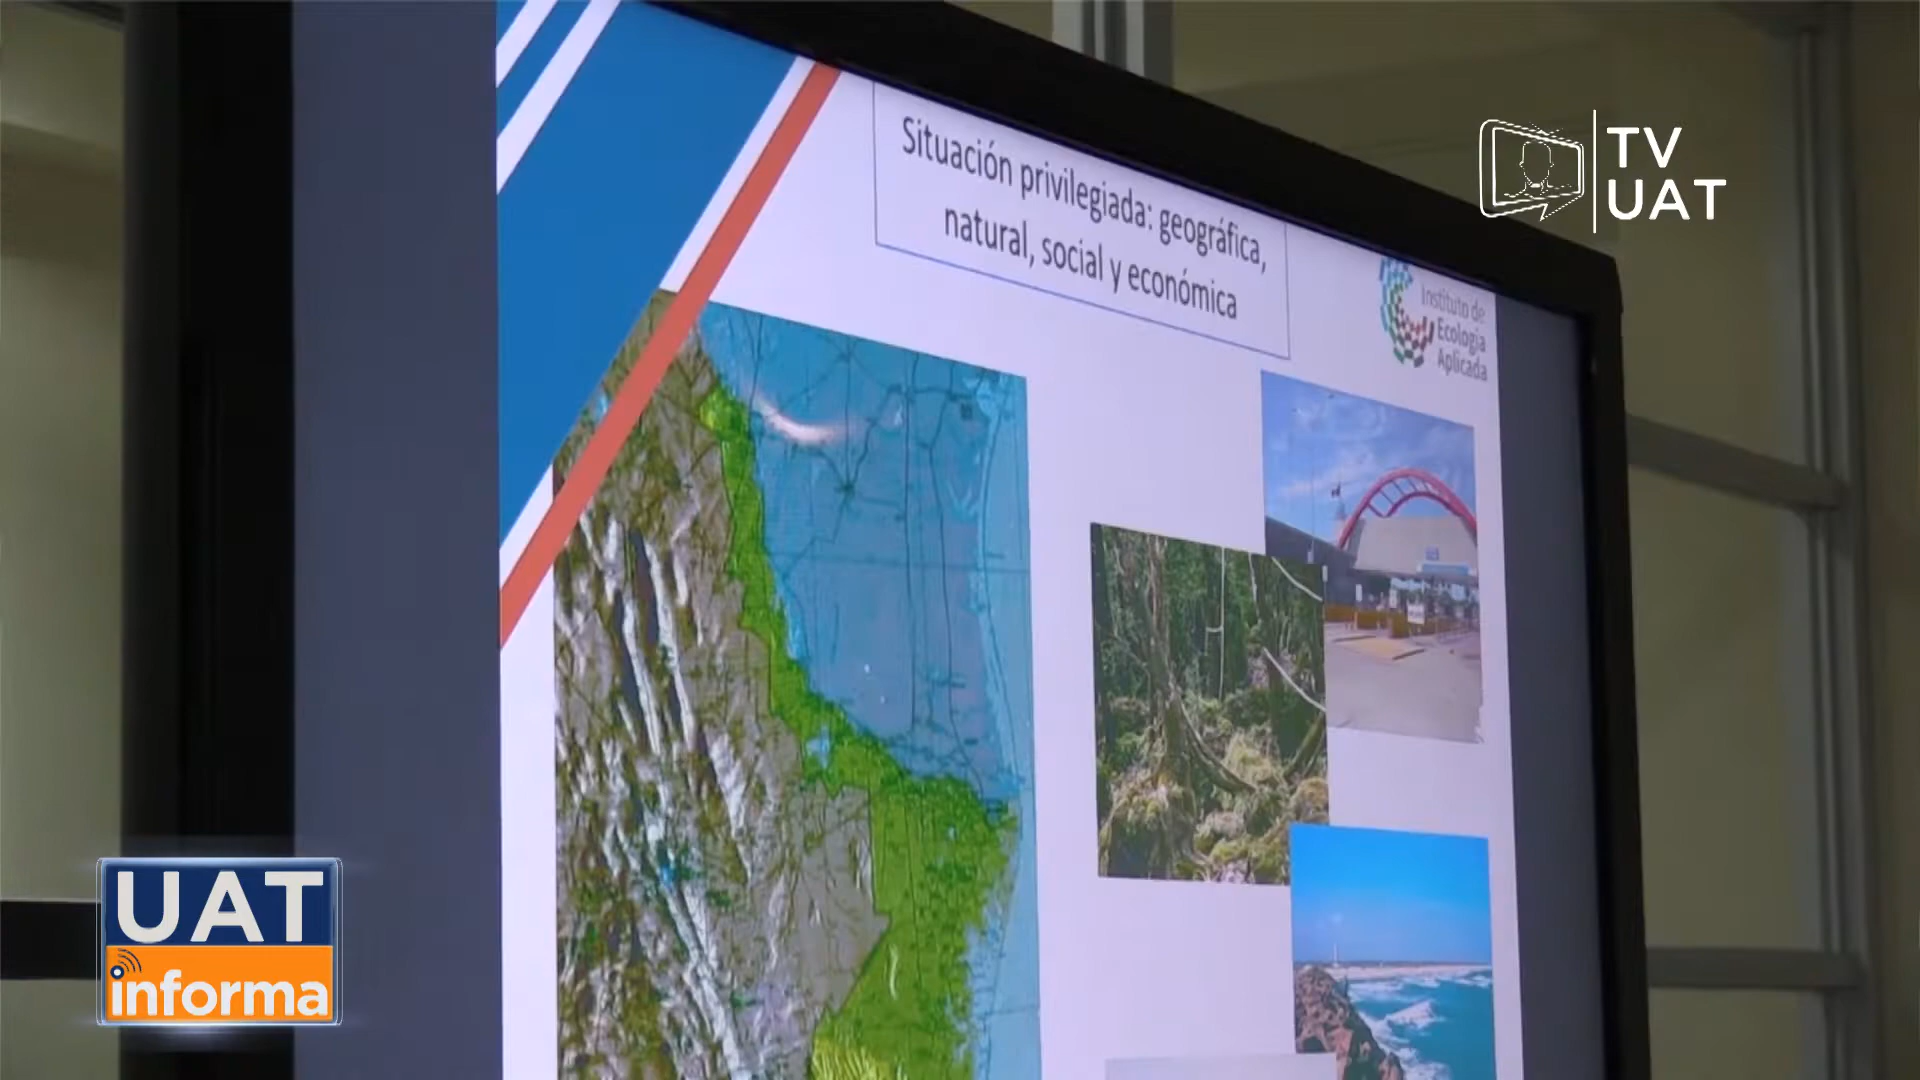 Situación privilegiada: geográfica,
natural, social y económica
Instituto de
Ecología
Aplicada
TV
UAT
UAT
informa